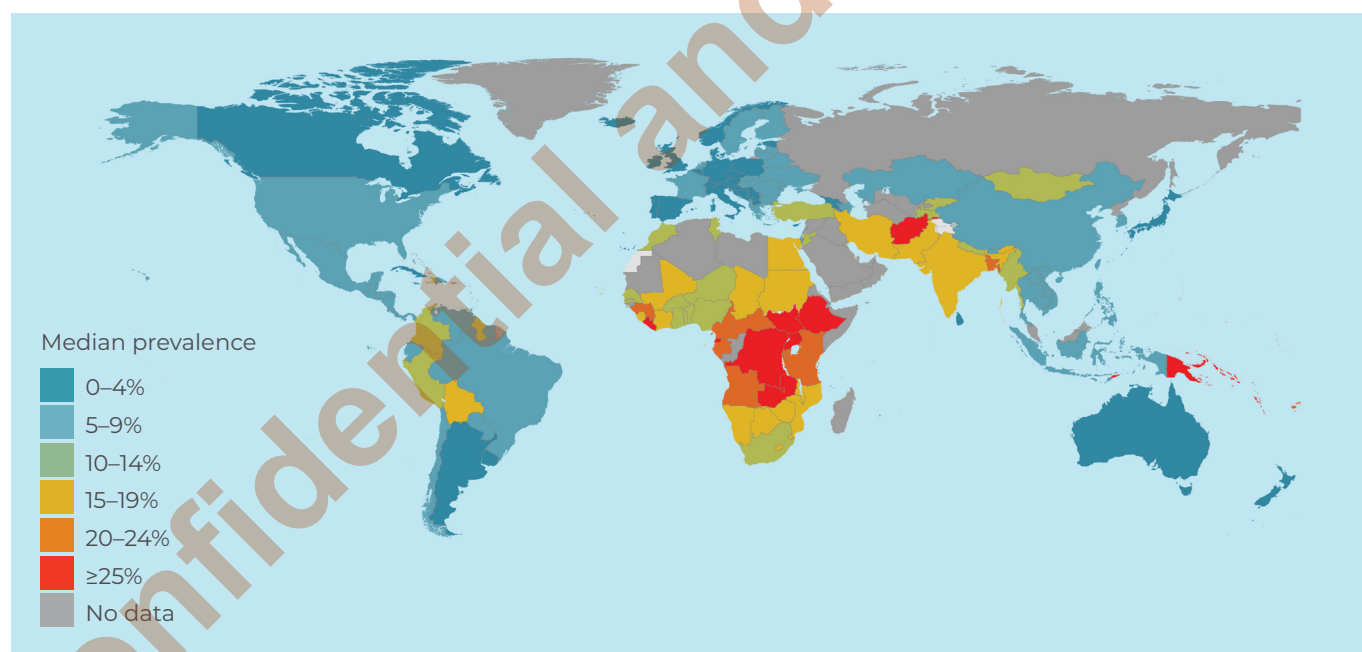 Confidential and
Median prevalence
0–4%
5–9%
10–14%
15–19%
20–24%
≥25%
No data